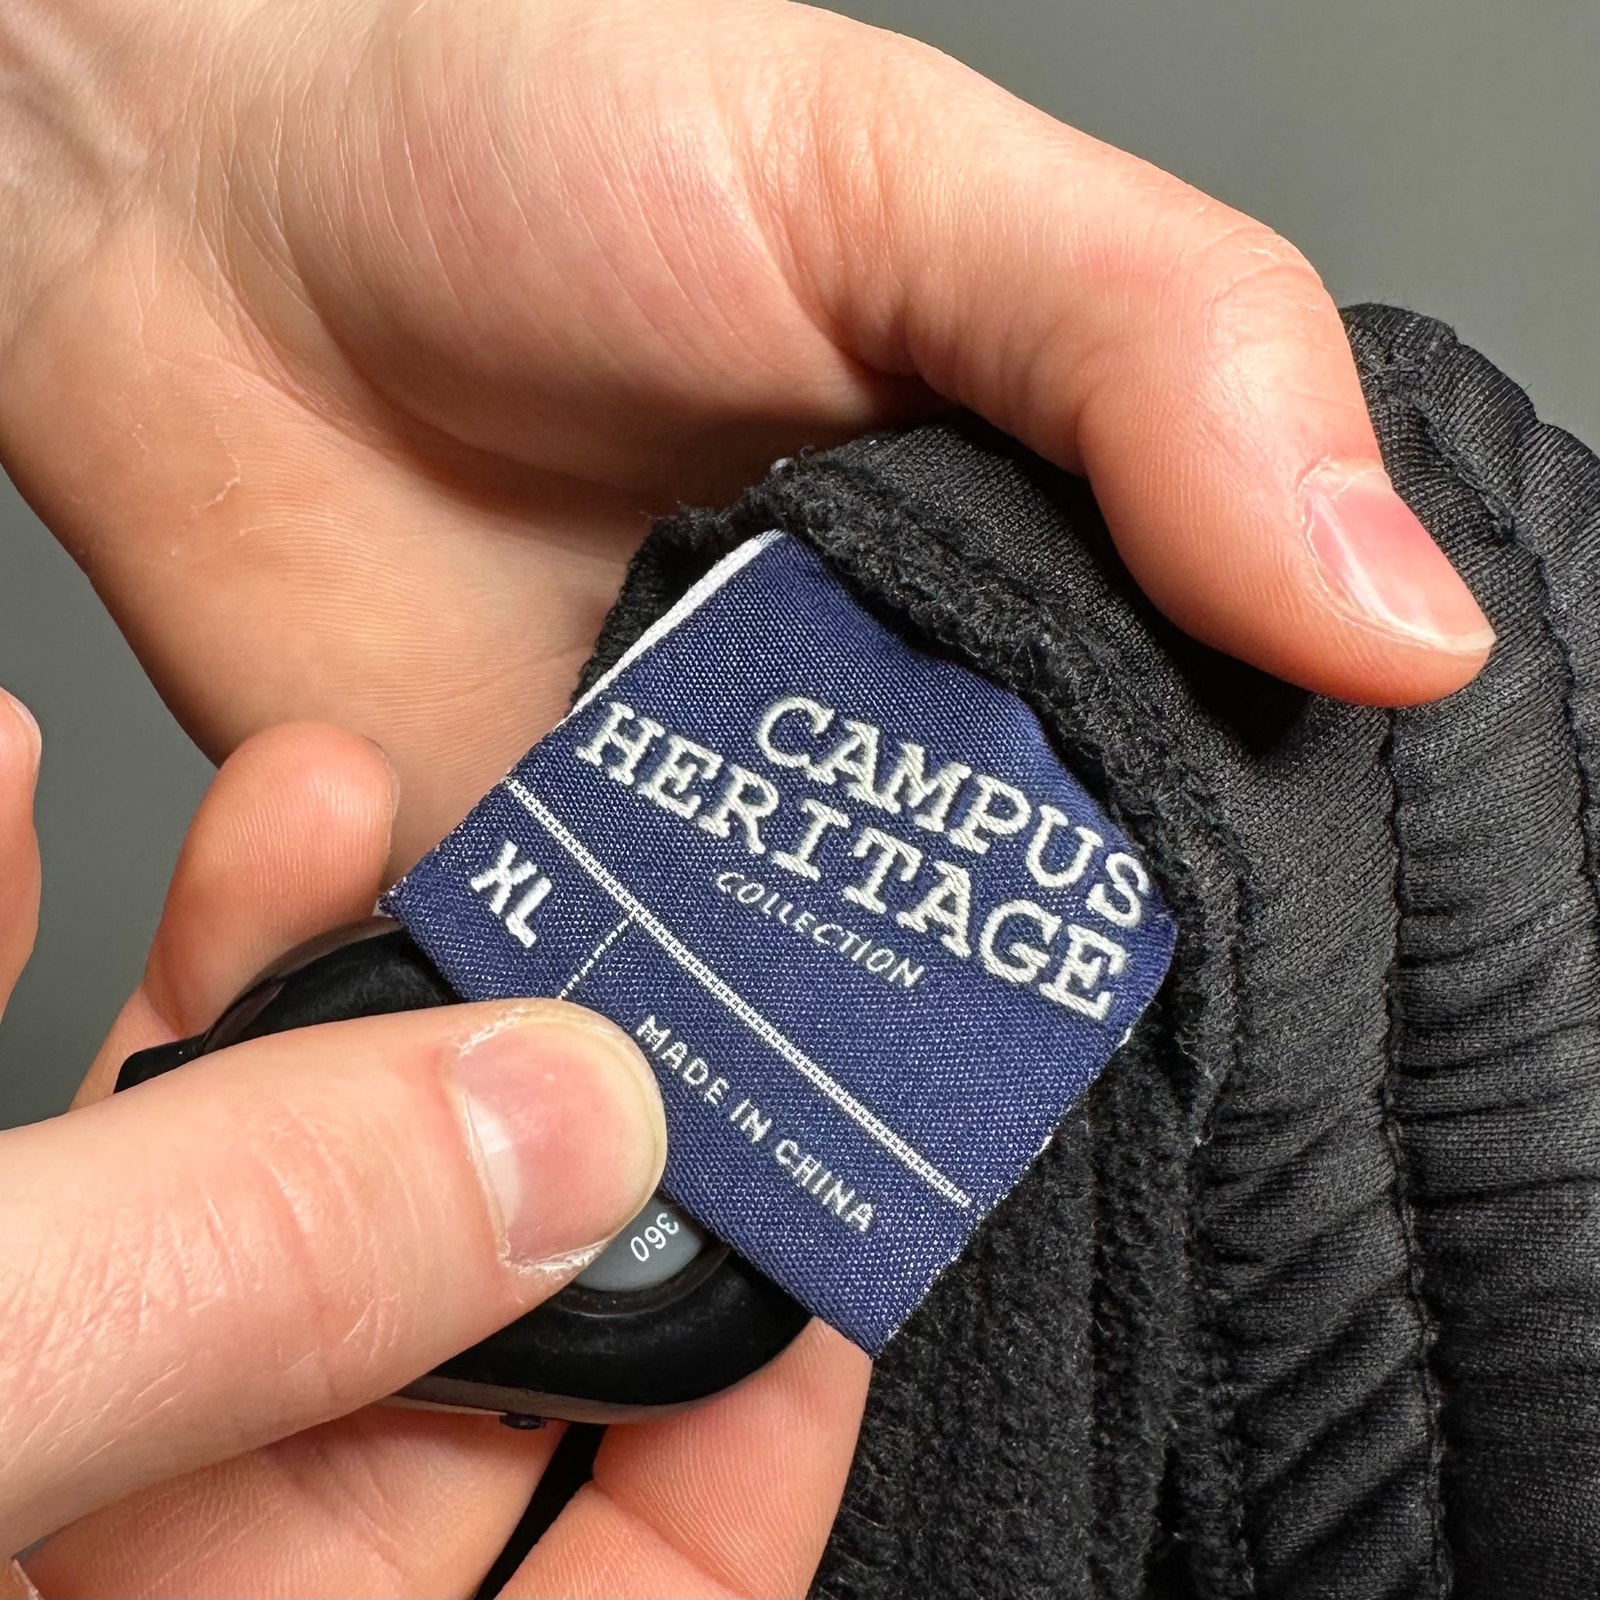 CAMPUS
HERITAGE
COLLECTION
XL
MADE IN CHINA
360